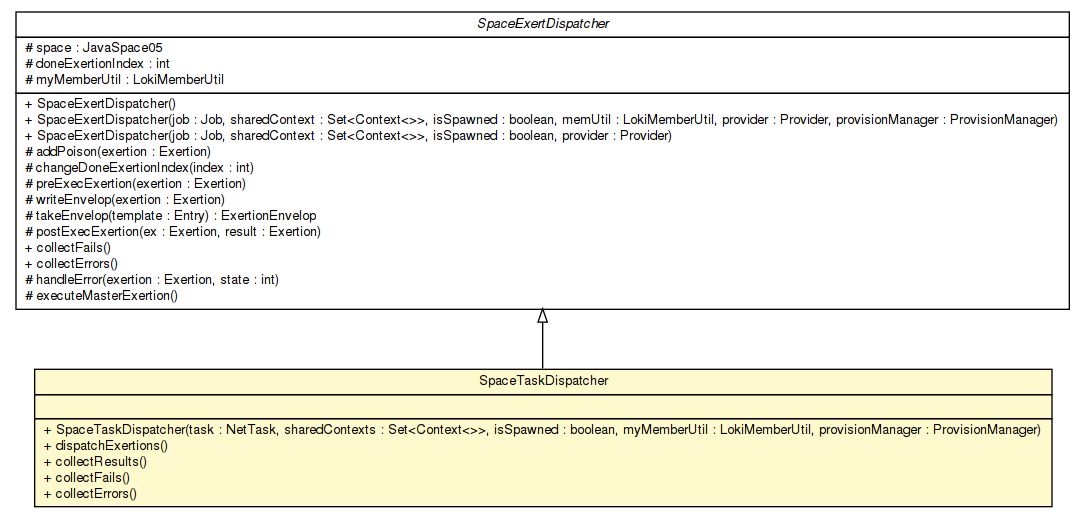 SpaceExertDispatcher
# space : JavaSpace05
# doneExertionIndex : int
# myMemberUtil : LokiMemberUtil
+ SpaceExertDispatcher()
+ SpaceExertDispatcher(job : Job, sharedContext : Set<Context<>>, isSpawned : boolean, memUtil : LokiMemberUtil, provider : Provider, provisionManager : ProvisionManager)
+ SpaceExertDispatcher(job : Job, sharedContext : Set<Context<>>, isSpawned : boolean, provider : Provider)
# addPoison(exertion : Exertion)
# changeDoneExertionIndex(index : int)
# preExecExertion(exertion : Exertion)
# writeEnvelop(exertion : Exertion)
# takeEnvelop(template : Entry) : ExertionEnvelop
# postExecExertion(ex : Exertion, result : Exertion)
+ collectFails()
+ collectErrors()
# handleError(exertion : Exertion, state : int)
# executeMasterExertion()
SpaceTaskDispatcher
+ SpaceTaskDispatcher(task : NetTask, sharedContexts : Set<Context<>>, isSpawned : boolean, myMemberUtil : LokiMemberUtil, provisionManager : ProvisionManager)
+ dispatchExertions()
+ collectResults()
+ collectFails()
+ collectErrors()